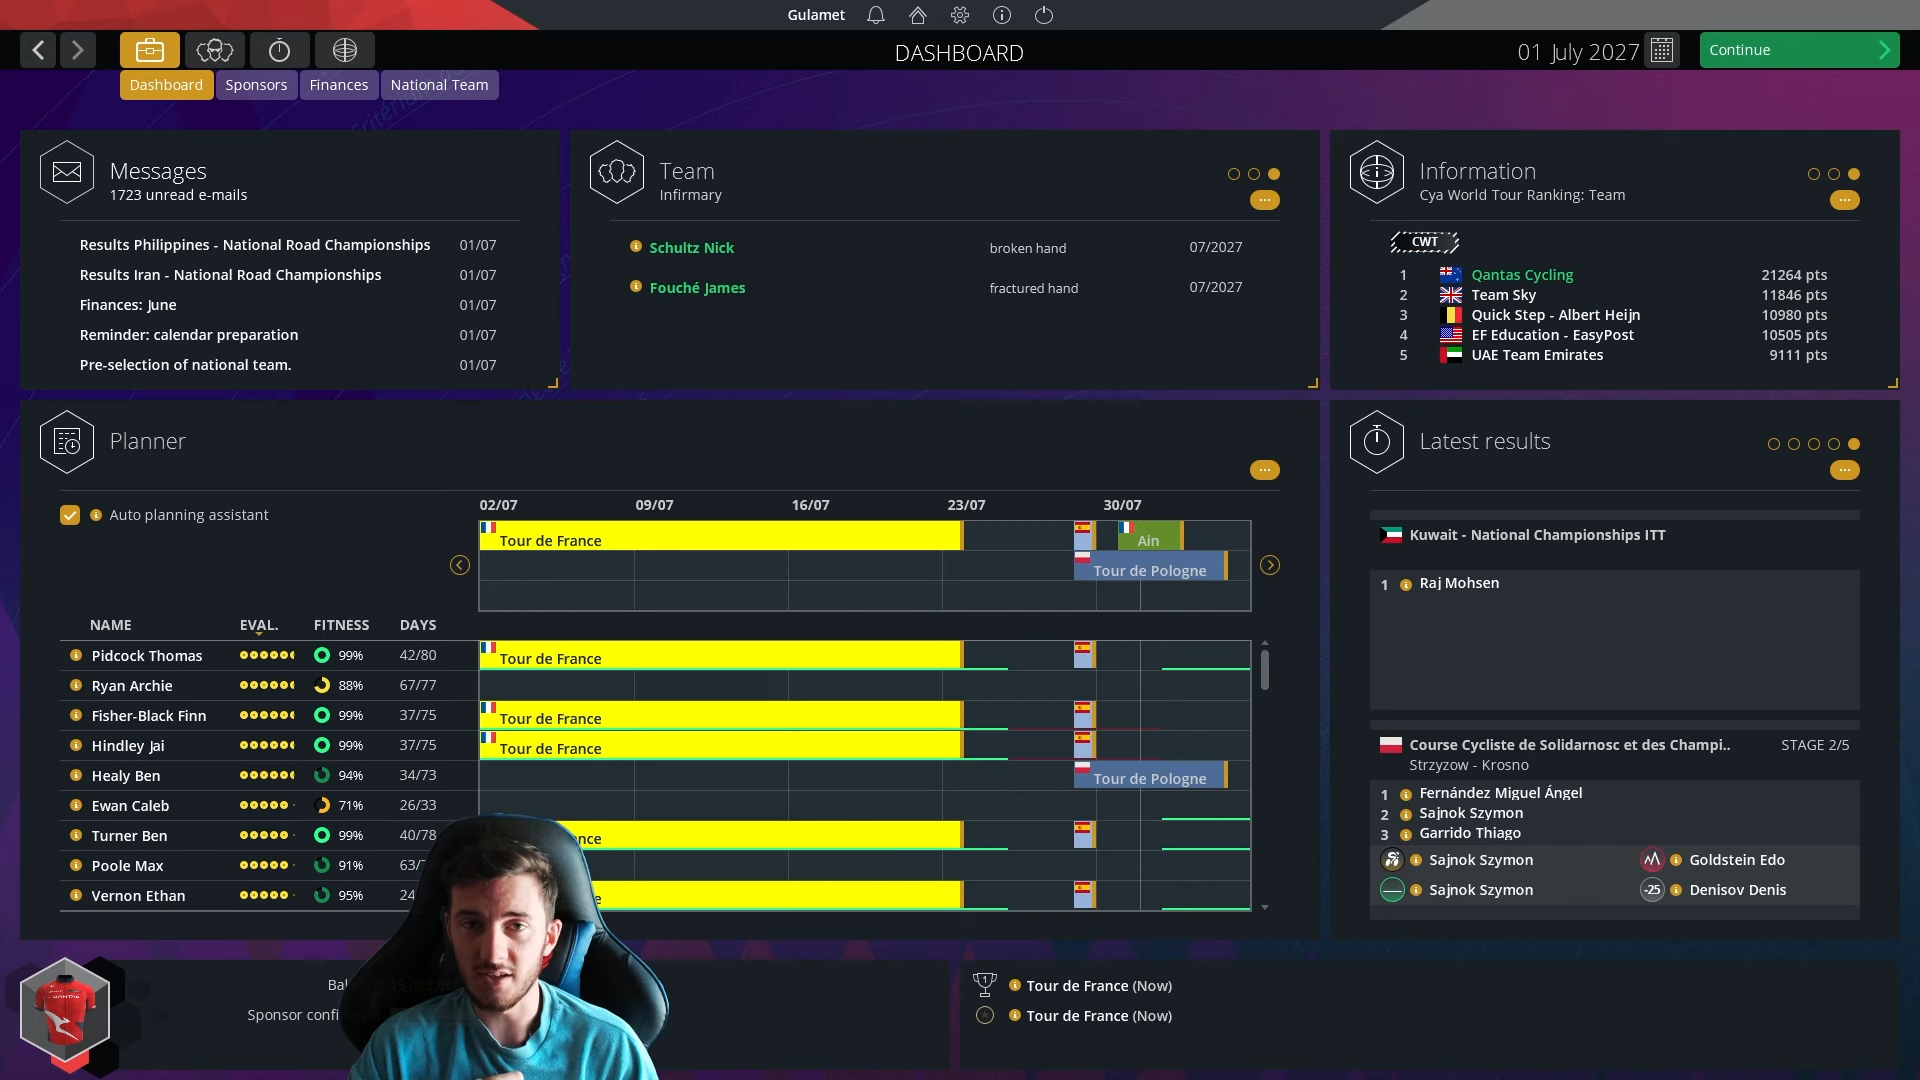 Gulamet
DASHBOARD
01 July 2027
Continue
Dashboard
Sponsors
Finances
National Team
Messages
1723 unread e-mails
Results Philippines - National Road Championships 01/07
Results Iran - National Road Championships 01/07
Finances: June 01/07
Reminder: calendar preparation 01/07
Pre-selection of national team. 01/07
Team
Infirmary
Schultz Nick broken hand 07/2027
Fouché James fractured hand 07/2027
Information
Cya World Tour Ranking: Team
CWT
1 Qantas Cycling 21264 pts
2 Team Sky 11846 pts
3 Quick Step - Albert Heijn 10980 pts
4 EF Education - EasyPost 10505 pts
5 UAE Team Emirates 9111 pts
Planner
Auto planning assistant
02/07 09/07 16/07 23/07 30/07
Tour de France
Ain
Tour de Pologne
NAME EVAL. FITNESS DAYS
Pidcock Thomas 99% 42/80 Tour de France
Ryan Archie 88% 67/77
Fisher-Black Finn 99% 37/75 Tour de France
Hindley Jai 99% 37/75 Tour de France
Healy Ben 94% 34/73 Tour de Pologne
Ewan Caleb 71% 26/33
Turner Ben 99% 40/78 nce
Poole Max 91% 63/
Vernon Ethan 95% 24 e
Latest results
Kuwait - National Championships ITT
1 Raj Mohsen
Course Cycliste de Solidarnosc et des Champi.. STAGE 2/5
Strzyzow - Krosno
1 Fernández Miguel Ángel
2 Sajnok Szymon
3 Garrido Thiago
Sajnok Szymon Goldstein Edo
Sajnok Szymon -25 Denisov Denis
Sponsor confi
Tour de France (Now)
Tour de France (Now)